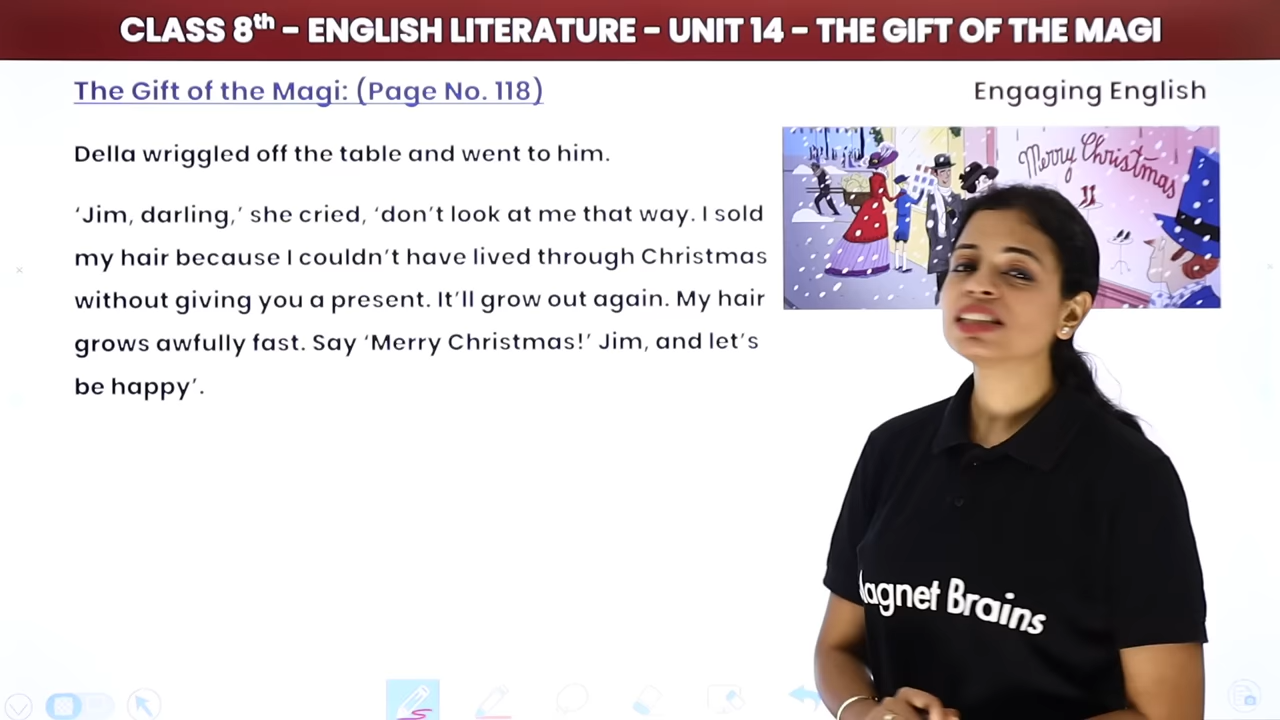 CLASS 8th – ENGLISH LITERATURE – UNIT 14 – THE GIFT OF THE MAGI
The Gift of the Magi: (Page No. 118)
Engaging English
Della wriggled off the table and went to him.
‘Jim, darling,’ she cried, ‘don’t look at me that way. I sold
my hair because I couldn’t have lived through Christmas
without giving you a present. It’ll grow out again. My hair
grows awfully fast. Say ‘Merry Christmas!’ Jim, and let’s
be happy’.
Merry Christmas
agnet Brains